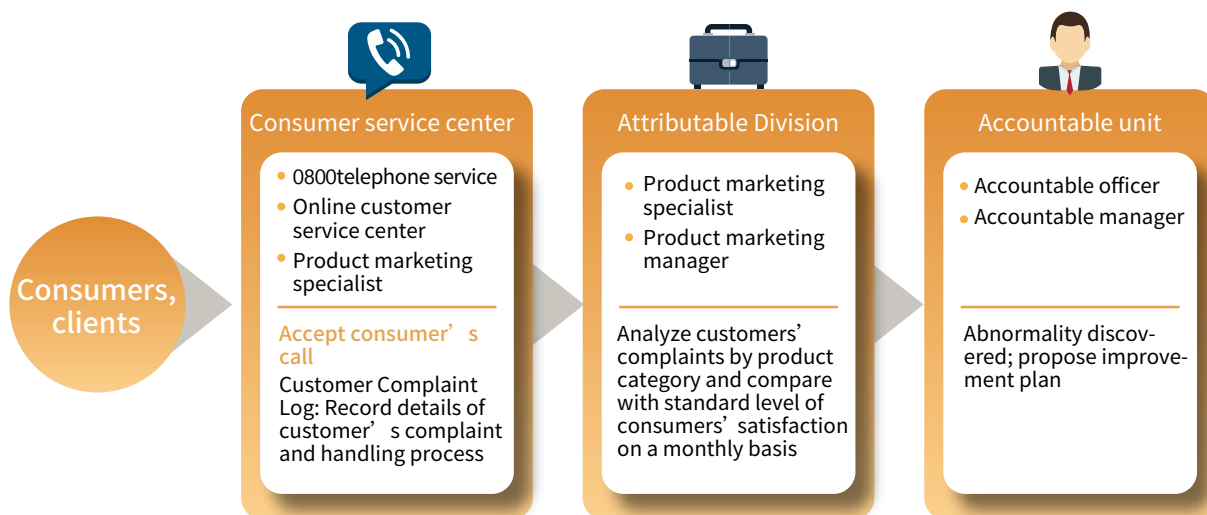 Consumers,
clients
Consumer service center
• 0800telephone service
• Online customer
service center
• Product marketing
specialist
Accept consumer’s
call
Customer Complaint
Log: Record details of
customer’s complaint
and handling process
Attributable Division
• Product marketing
specialist
• Product marketing
manager
Analyze customers’
complaints by product
category and compare
with standard level of
consumers’ satisfaction
on a monthly basis
Accountable unit
• Accountable officer
• Accountable manager
Abnormality discov-
ered; propose improve-
ment plan